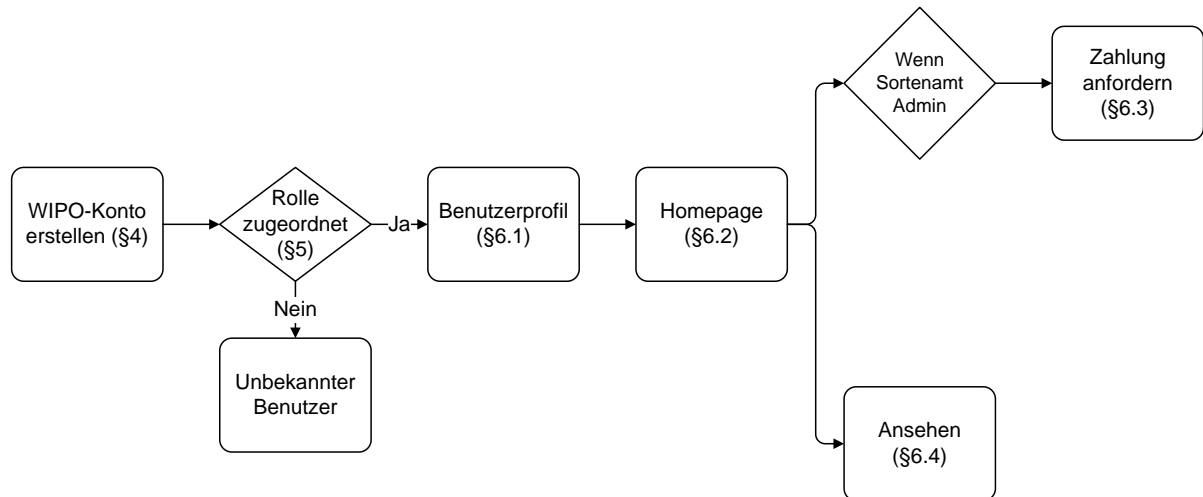 WIPO-Konto
erstellen (§4)
Rolle
zugeordnet
(§5)
Ja
Nein
Unbekannter
Benutzer
Benutzerprofil
(§6.1)
Homepage
(§6.2)
Wenn
Sortenamt
Admin
Zahlung
anfordern
(§6.3)
Ansehen
(§6.4)